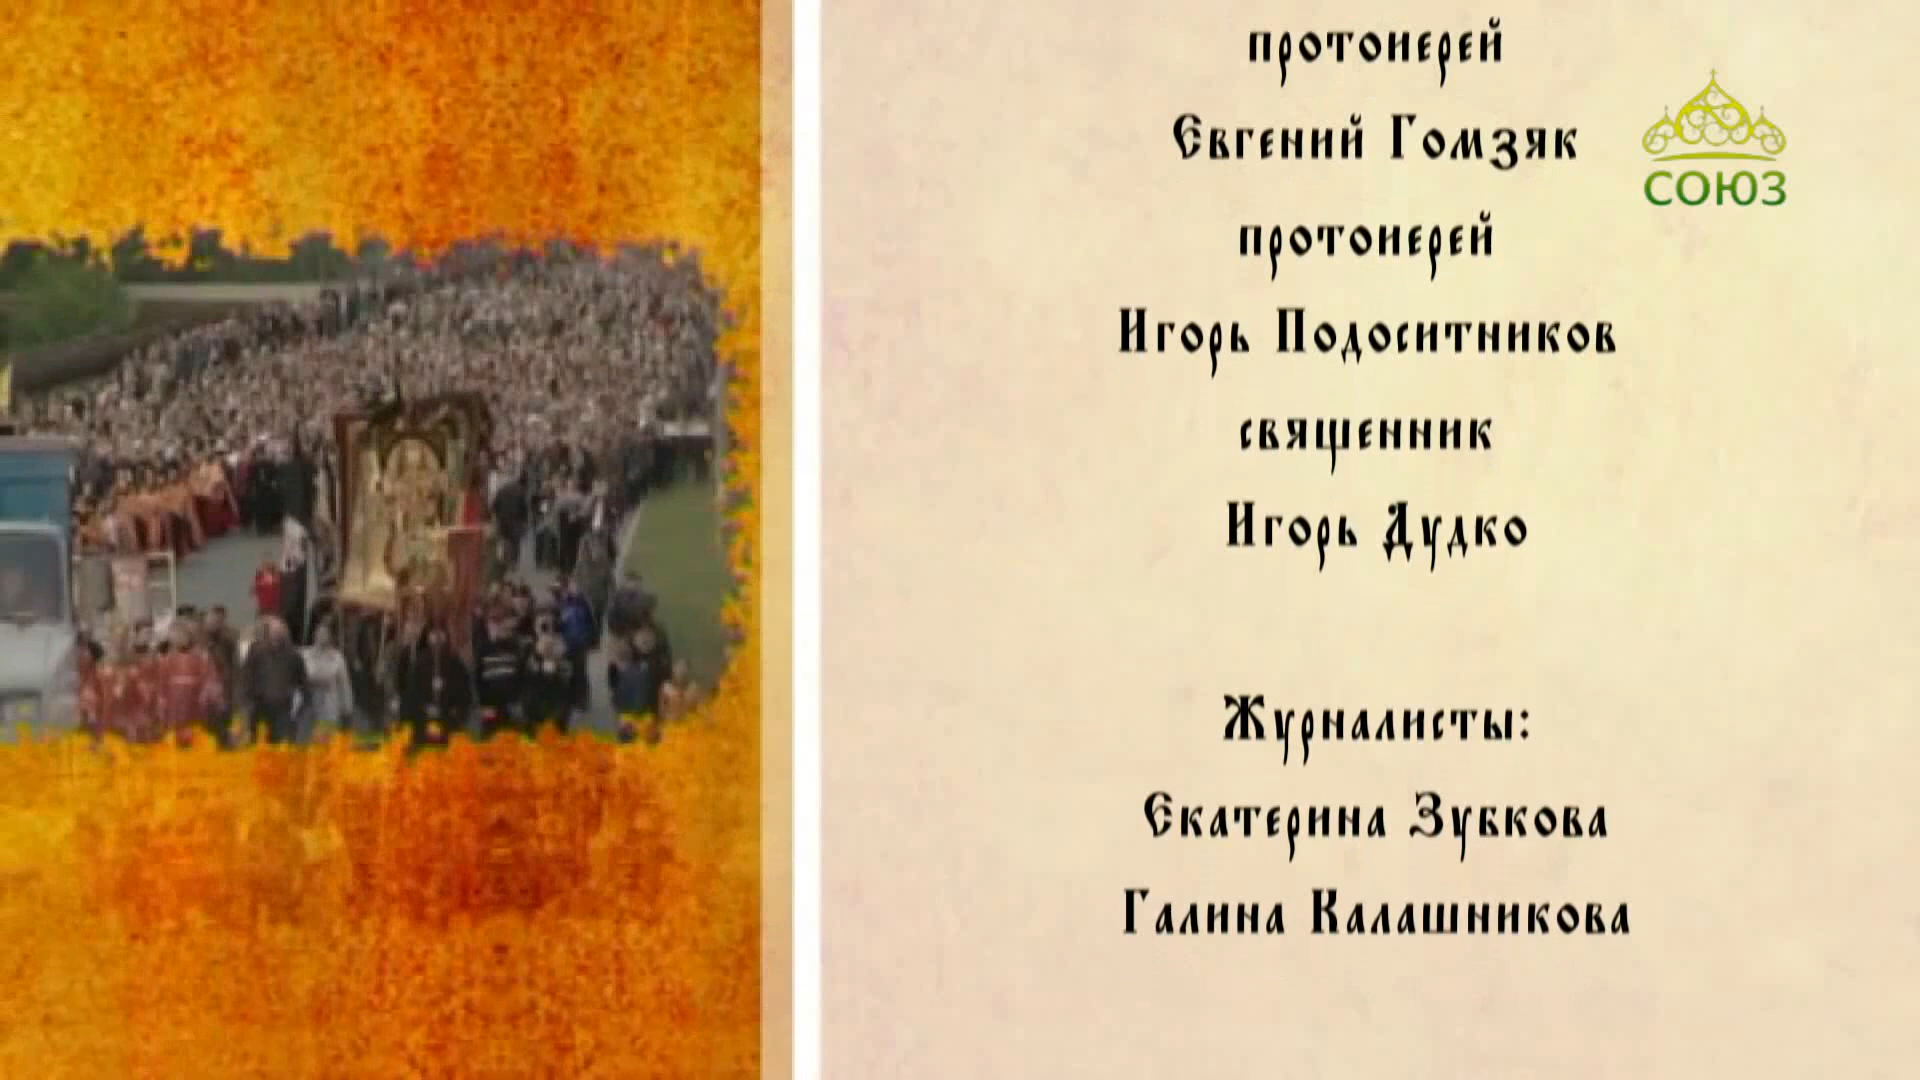 протоиерей
Евгений Гомзяк
СОЮЗ
протоиерей
Игорь Подоситников
священник
Игорь Дудко
Журналисты:
Екатерина Зубкова
Галина Калашникова